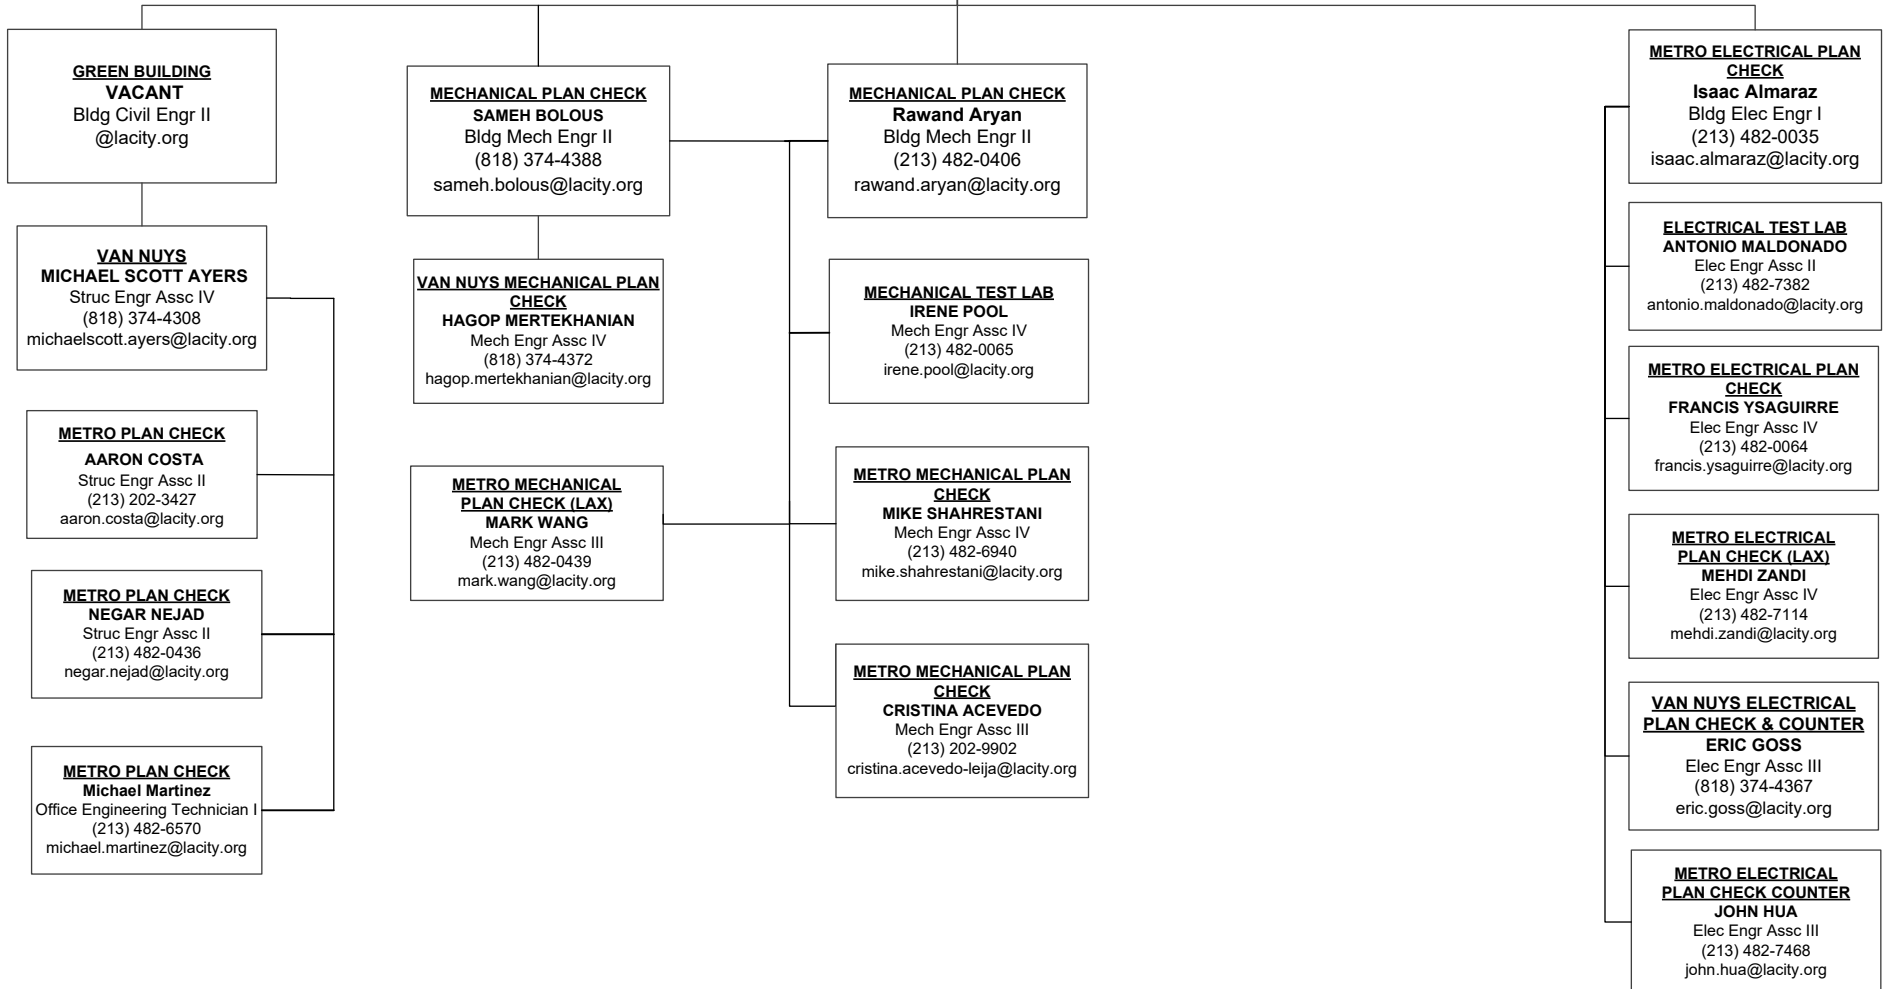 GREEN BUILDING
VACANT
Bldg Civil Engr II
@lacity.org
VAN NUYS
MICHAEL SCOTT AYERS
Struc Engr Assc IV
(818) 374-4308
michaelscott.ayers@lacity.org
METRO PLAN CHECK
AARON COSTA
Struc Engr Assc II
(213) 202-3427
aaron.costa@lacity.org
METRO PLAN CHECK
NEGAR NEJAD
Struc Engr Assc II
(213) 482-0436
negar.nejad@lacity.org
METRO PLAN CHECK
Michael Martinez
Office Engineering Technician I
(213) 482-6570
michael.martinez@lacity.org
MECHANICAL PLAN CHECK
SAMEH BOLOUS
Bldg Mech Engr II
(818) 374-4388
sameh.bolous@lacity.org
VAN NUYS MECHANICAL PLAN
CHECK
HAGOP MERTEKHANIAN
Mech Engr Assc IV
(818) 374-4372
hagop.mertekhanian@lacity.org
METRO MECHANICAL
PLAN CHECK (LAX)
MARK WANG
Mech Engr Assc III
(213) 482-0439
mark.wang@lacity.org
MECHANICAL PLAN CHECK
Rawand Aryan
Bldg Mech Engr II
(213) 482-0406
rawand.aryan@lacity.org
MECHANICAL TEST LAB
IRENE POOL
Mech Engr Assc IV
(213) 482-0065
irene.pool@lacity.org
METRO MECHANICAL PLAN
CHECK
MIKE SHAHRESTANI
Mech Engr Assc IV
(213) 482-6940
mike.shahrestani@lacity.org
METRO MECHANICAL PLAN
CHECK
CRISTINA ACEVEDO
Mech Engr Assc III
(213) 202-9902
cristina.acevedo-leija@lacity.org
METRO ELECTRICAL PLAN
CHECK
Isaac Almaraz
Bldg Elec Engr I
(213) 482-0035
isaac.almaraz@lacity.org
ELECTRICAL TEST LAB
ANTONIO MALDONADO
Elec Engr Assc II
(213) 482-7382
antonio.maldonado@lacity.org
METRO ELECTRICAL PLAN
CHECK
FRANCIS YSAGUIRRE
Elec Engr Assc IV
(213) 482-0064
francis.ysaguirre@lacity.org
METRO ELECTRICAL
PLAN CHECK (LAX)
MEHDI ZANDI
Elec Engr Assc IV
(213) 482-7114
mehdi.zandi@lacity.org
VAN NUYS ELECTRICAL
PLAN CHECK & COUNTER
ERIC GOSS
Elec Engr Assc III
(818) 374-4367
eric.goss@lacity.org
METRO ELECTRICAL
PLAN CHECK COUNTER
JOHN HUA
Elec Engr Assc III
(213) 482-7468
john.hua@lacity.org